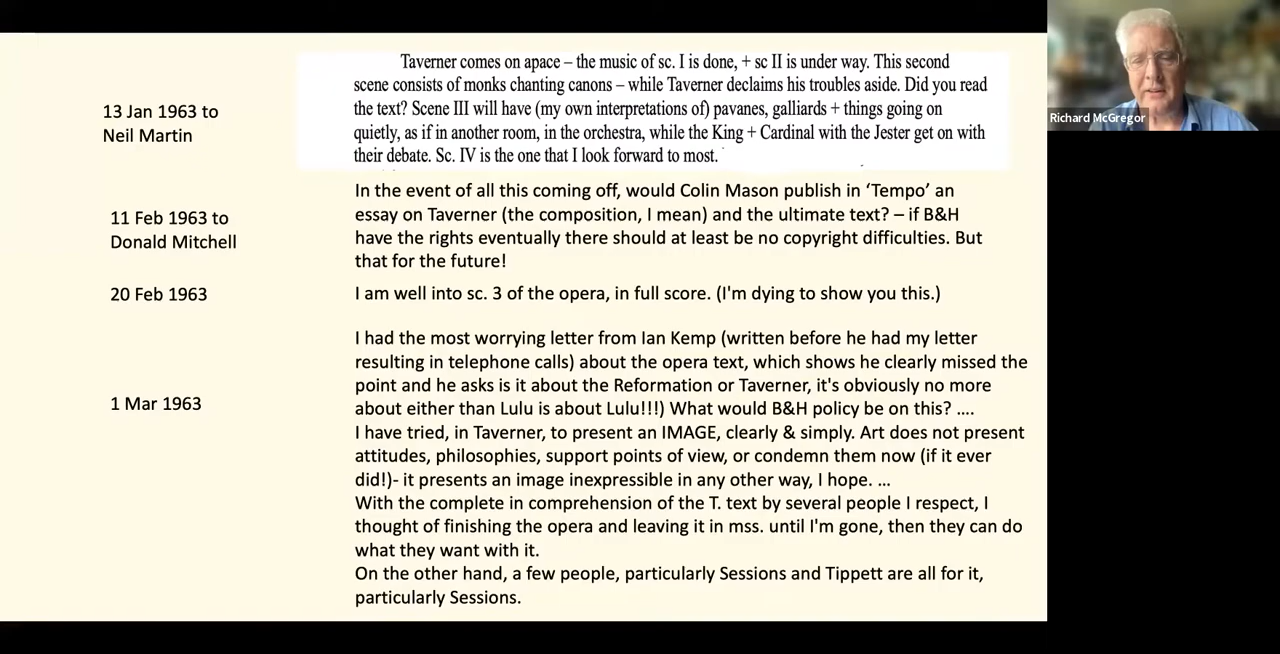 13 Jan 1963 to
Neil Martin
Taverner comes on apace – the music of sc. I is done, + sc II is under way. This second
scene consists of monks chanting canons – while Taverner declaims his troubles aside. Did you read
the text? Scene III will have (my own interpretations of) pavanes, galliards + things going on
quietly, as if in another room, in the orchestra, while the King + Cardinal with the Jester get on with
their debate. Sc. IV is the one that I look forward to most.
11 Feb 1963 to
Donald Mitchell
In the event of all this coming off, would Colin Mason publish in ‘Tempo’ an
essay on Taverner (the composition, I mean) and the ultimate text? – if B&H
have the rights eventually there should at least be no copyright difficulties. But
that for the future!
20 Feb 1963
I am well into sc. 3 of the opera, in full score. (I'm dying to show you this.)
1 Mar 1963
I had the most worrying letter from Ian Kemp (written before he had my letter
resulting in telephone calls) about the opera text, which shows he clearly missed the
point and he asks is it about the Reformation or Taverner, it's obviously no more
about either than Lulu is about Lulu!!!) What would B&H policy be on this? ....
I have tried, in Taverner, to present an IMAGE, clearly & simply. Art does not present
attitudes, philosophies, support points of view, or condemn them now (if it ever
did!)- it presents an image inexpressible in any other way, I hope. ...
With the complete in comprehension of the T. text by several people I respect, I
thought of finishing the opera and leaving it in mss. until I'm gone, then they can do
what they want with it.
On the other hand, a few people, particularly Sessions and Tippett are all for it,
particularly Sessions.
Richard McGregor